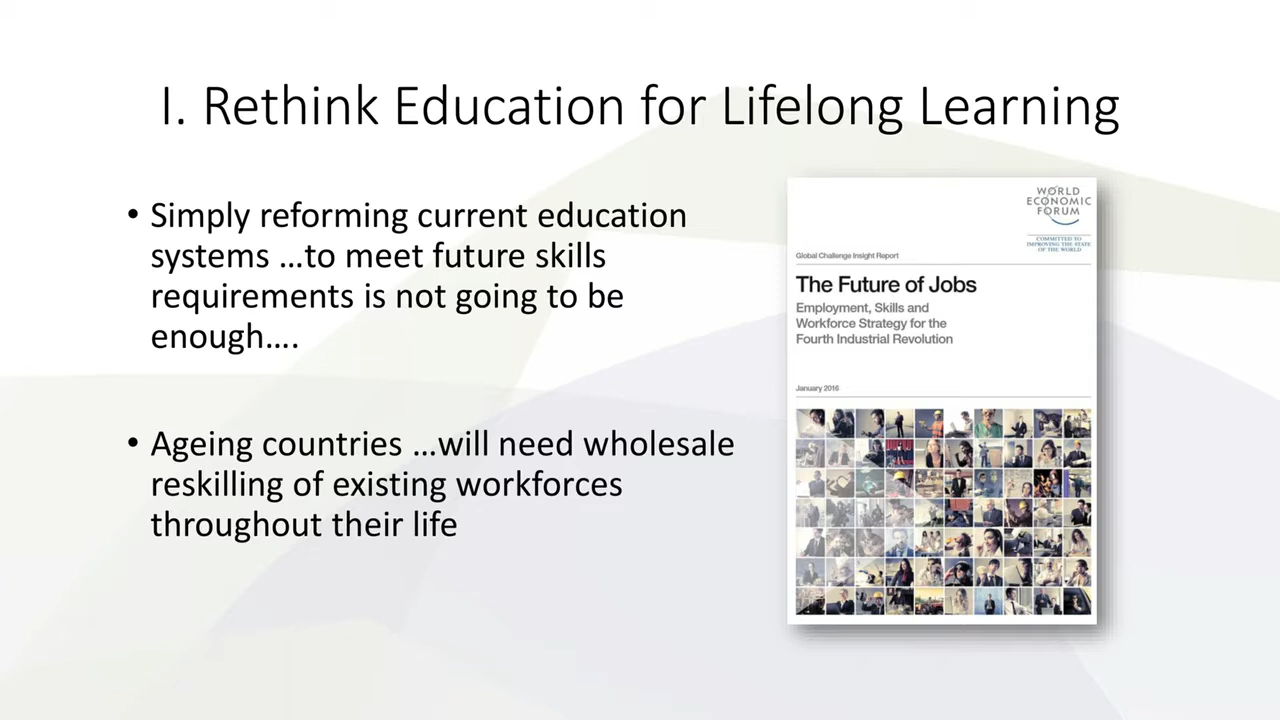 I. Rethink Education for Lifelong Learning
• Simply reforming current education
systems …to meet future skills
requirements is not going to be
enough….
• Ageing countries …will need wholesale
reskilling of existing workforces
throughout their life
WORLD
ECONOMIC
FORUM
COMMITTED TO
IMPROVING THE STATE
OF THE WORLD
Global Challenge Insight Report
The Future of Jobs
Employment, Skills and
Workforce Strategy for the
Fourth Industrial Revolution
January 2016